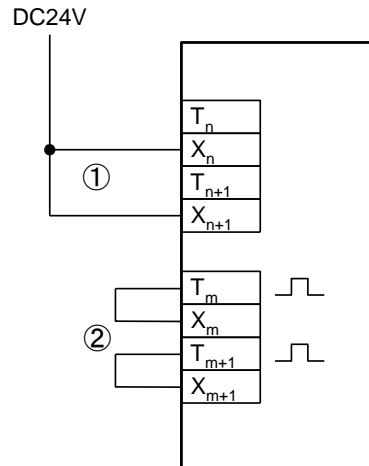 DC24V
Tn
Xn
①
Tn+1
Xn+1
Tm
Xm
②
Tm+1
Xm+1